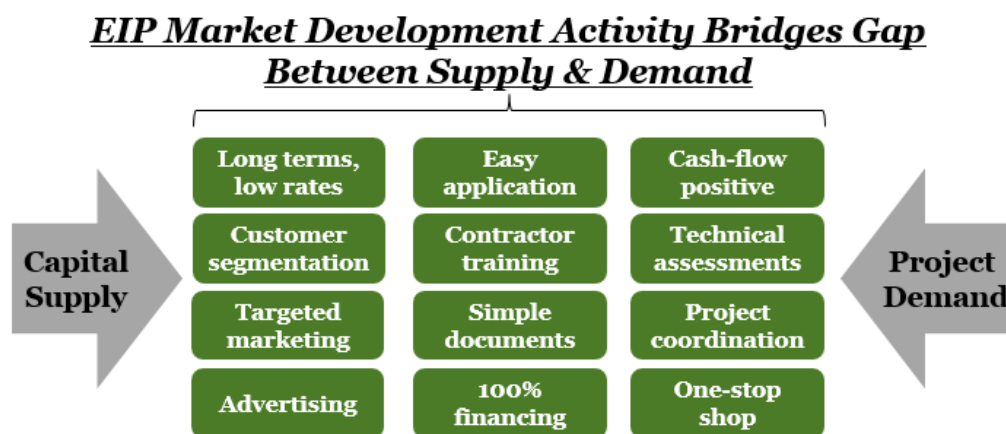 EIP Market Development Activity Bridges Gap
Between Supply & Demand
Long terms,
low rates
Easy
application
Cash-flow
positive
Capital
Supply
Customer
segmentation
Contractor
training
Technical
assessments
Project
Demand
Targeted
marketing
Simple
documents
Project
coordination
Advertising
100%
financing
One-stop
shop